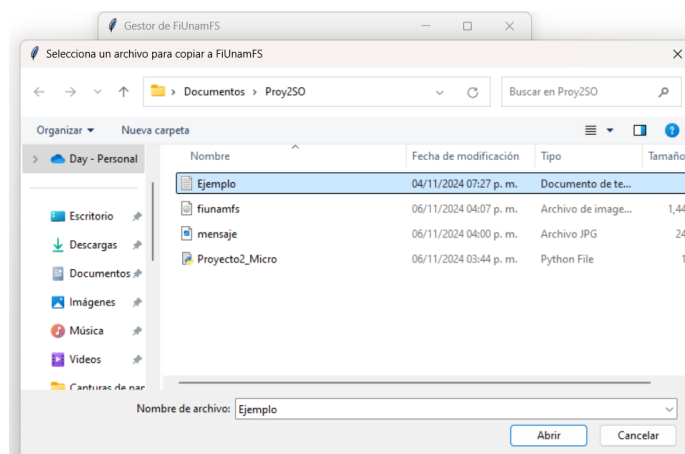 Gestor de FiUnamFS
Selecciona un archivo para copiar a FiUnamFS
Documentos > Proy2SO
Buscar en Proy2SO
Organizar Nueva carpeta
Day - Personal
Nombre Fecha de modificación Tipo Tamaño
Ejemplo 04/11/2024 07:27 p. m. Documento de te...
fiunamfs 06/11/2024 04:07 p. m. Archivo de image... 1,44
mensaje 06/11/2024 04:00 p. m. Archivo JPG 24
Proyecto2_Micro 06/11/2024 03:44 p. m. Python File 1
Escritorio
Descargas
Documentos
Imágenes
Música
Videos
Capturas de pan
Nombre de archivo: Ejemplo
Abrir Cancelar